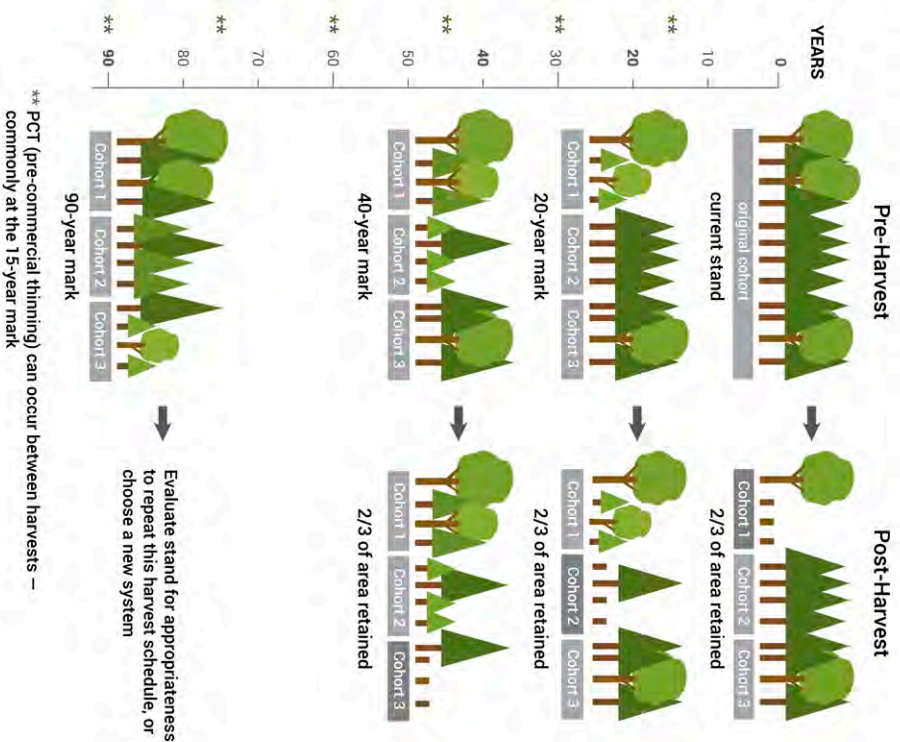 YEARS
Pre-Harvest
Post-Harvest
0
10
**
20
30
**
40
**
50
60
**
70
**
80
90
**
original cohort
current stand
Cohort 1
Cohort 2
Cohort 3
2/3 of area retained
Cohort 1
Cohort 2
Cohort 3
20-year mark
Cohort 1
Cohort 2
Cohort 3
2/3 of area retained
Cohort 1
Cohort 2
Cohort 3
40-year mark
Cohort 1
Cohort 2
Cohort 3
2/3 of area retained
Cohort 1
Cohort 2
Cohort 3
90-year mark
Evaluate stand for appropriateness
to repeat this harvest schedule, or
choose a new system
** PCT (pre-commercial thinning) can occur between harvests –
commonly at the 15-year mark